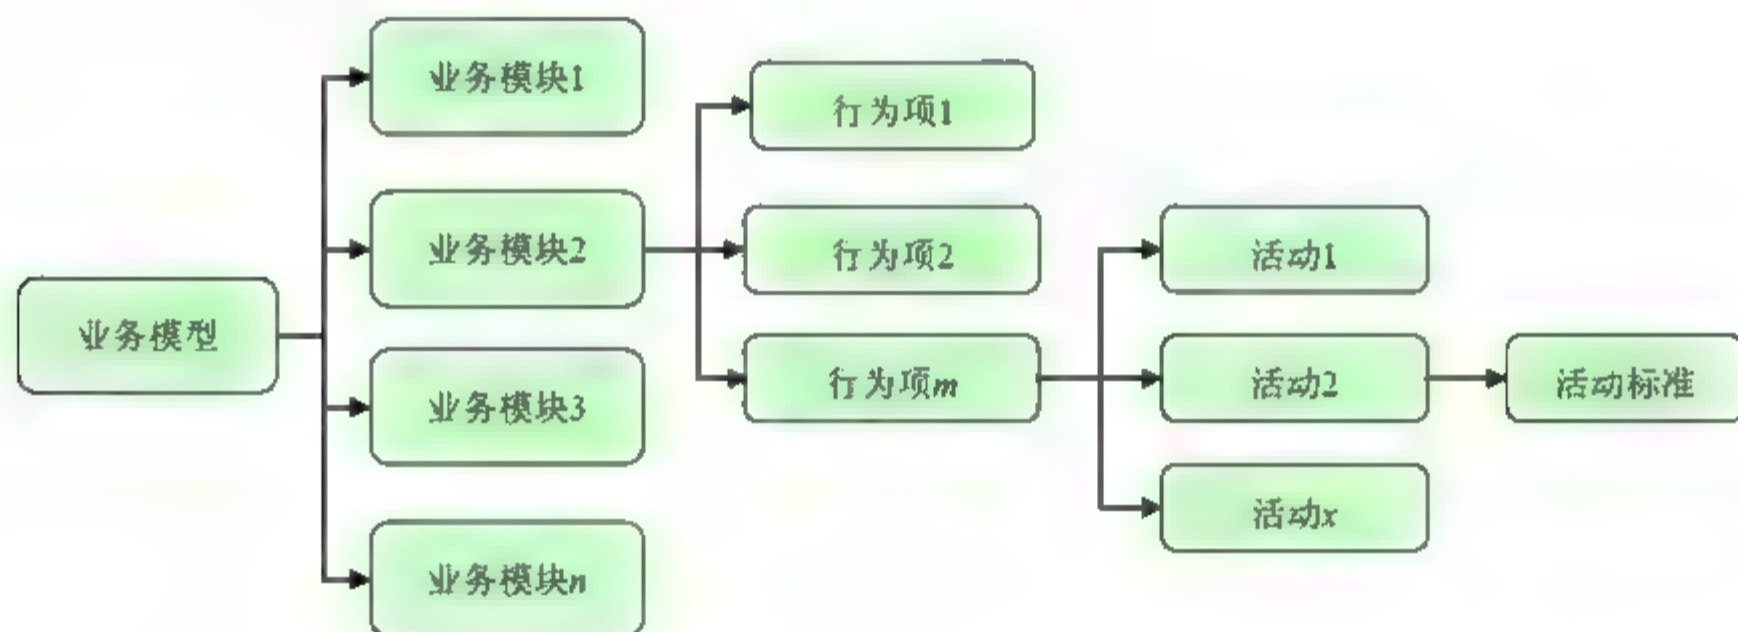 业务模型
业务模块1
业务模块2
业务模块3
业务模块n
行为项1
行为项2
行为项m
活动1
活动2
活动x
活动标准